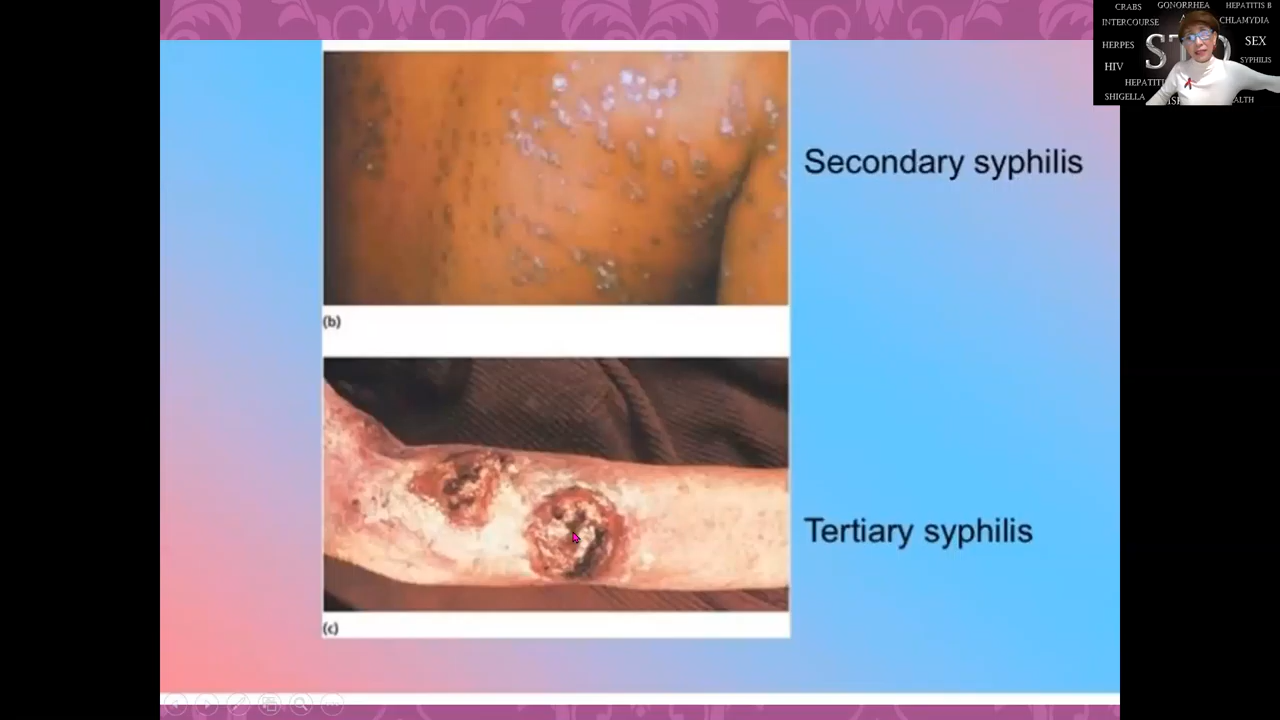 Secondary syphilis
(b)
Tertiary syphilis
(c)
CRABS GONORRHEA HEPATITIS B
INTERCOURSE CHLAMYDIA
HERPES SEX
HIV SYPHILIS
SHIGELLA